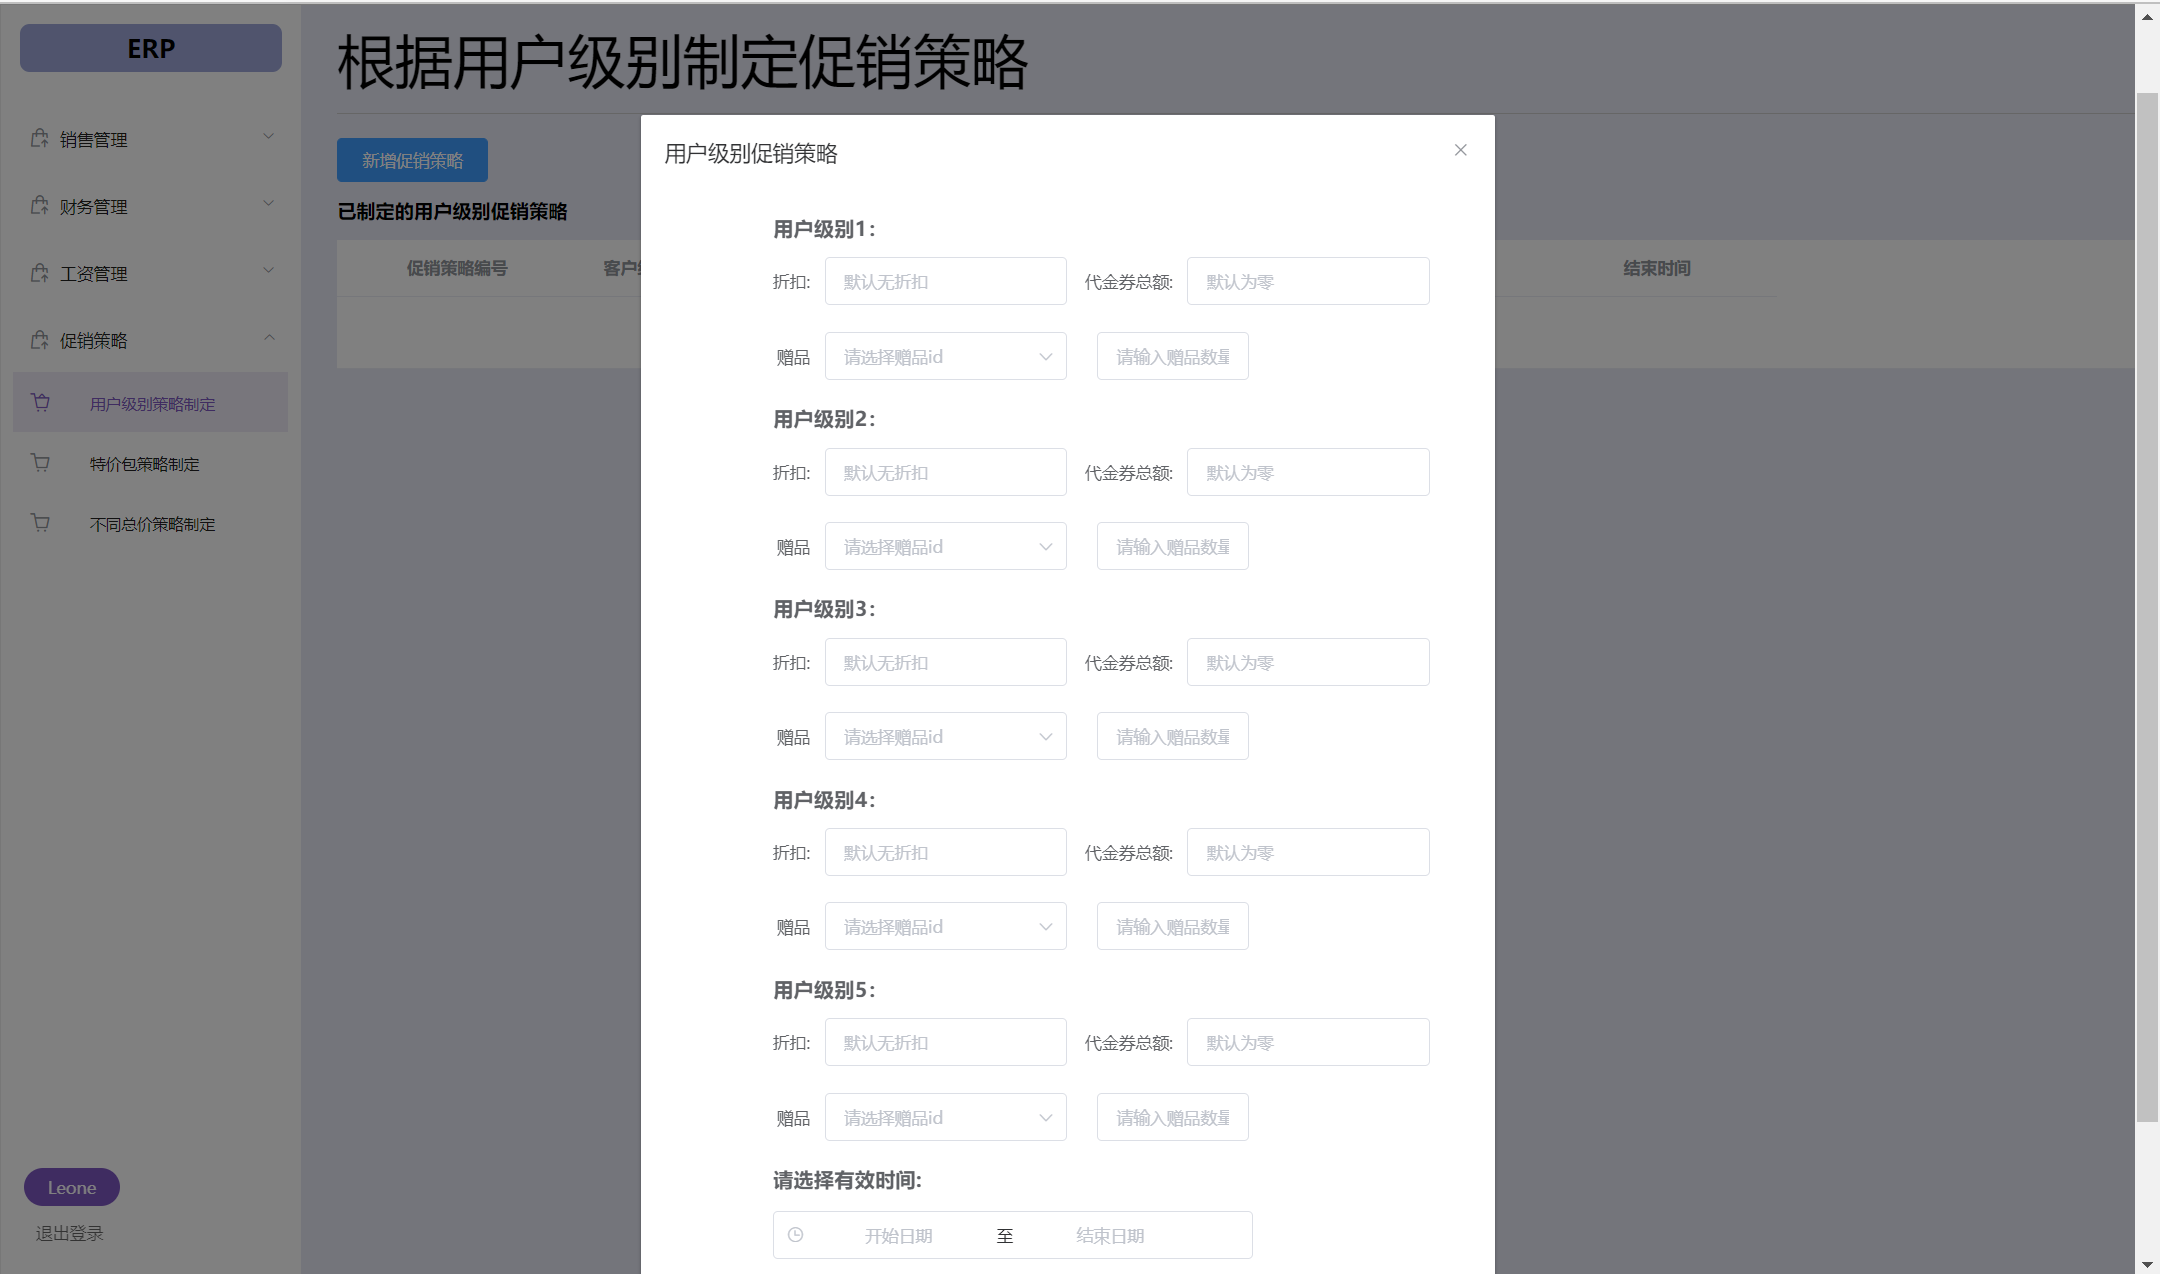 ERP
销售管理
财务管理
工资管理
促销策略
用户级别策略制定
特价包策略制定
不同总价策略制定
Leone
退出登录
根据用户级别制定促销策略
新增促销策略
已制定的用户级别促销策略
促销策略编号 客户 结束时间
用户级别促销策略
用户级别1:
折扣: 默认无折扣 代金券总额: 默认为零
赠品 请选择赠品id 请输入赠品数量
用户级别2:
折扣: 默认无折扣 代金券总额: 默认为零
赠品 请选择赠品id 请输入赠品数量
用户级别3:
折扣: 默认无折扣 代金券总额: 默认为零
赠品 请选择赠品id 请输入赠品数量
用户级别4:
折扣: 默认无折扣 代金券总额: 默认为零
赠品 请选择赠品id 请输入赠品数量
用户级别5:
折扣: 默认无折扣 代金券总额: 默认为零
赠品 请选择赠品id 请输入赠品数量
请选择有效时间:
开始日期 至 结束日期